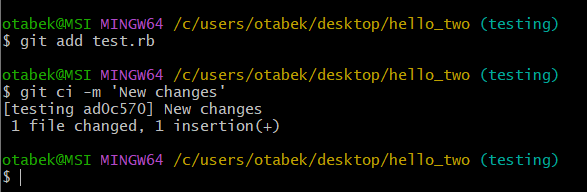 otabek@MSI MINGW64 /c/users/otabek/desktop/hello_two (testing)
$ git add test.rb
otabek@MSI MINGW64 /c/users/otabek/desktop/hello_two (testing)
$ git ci -m 'New changes'
[testing ad0c570] New changes
 1 file changed, 1 insertion(+)
otabek@MSI MINGW64 /c/users/otabek/desktop/hello_two (testing)
$